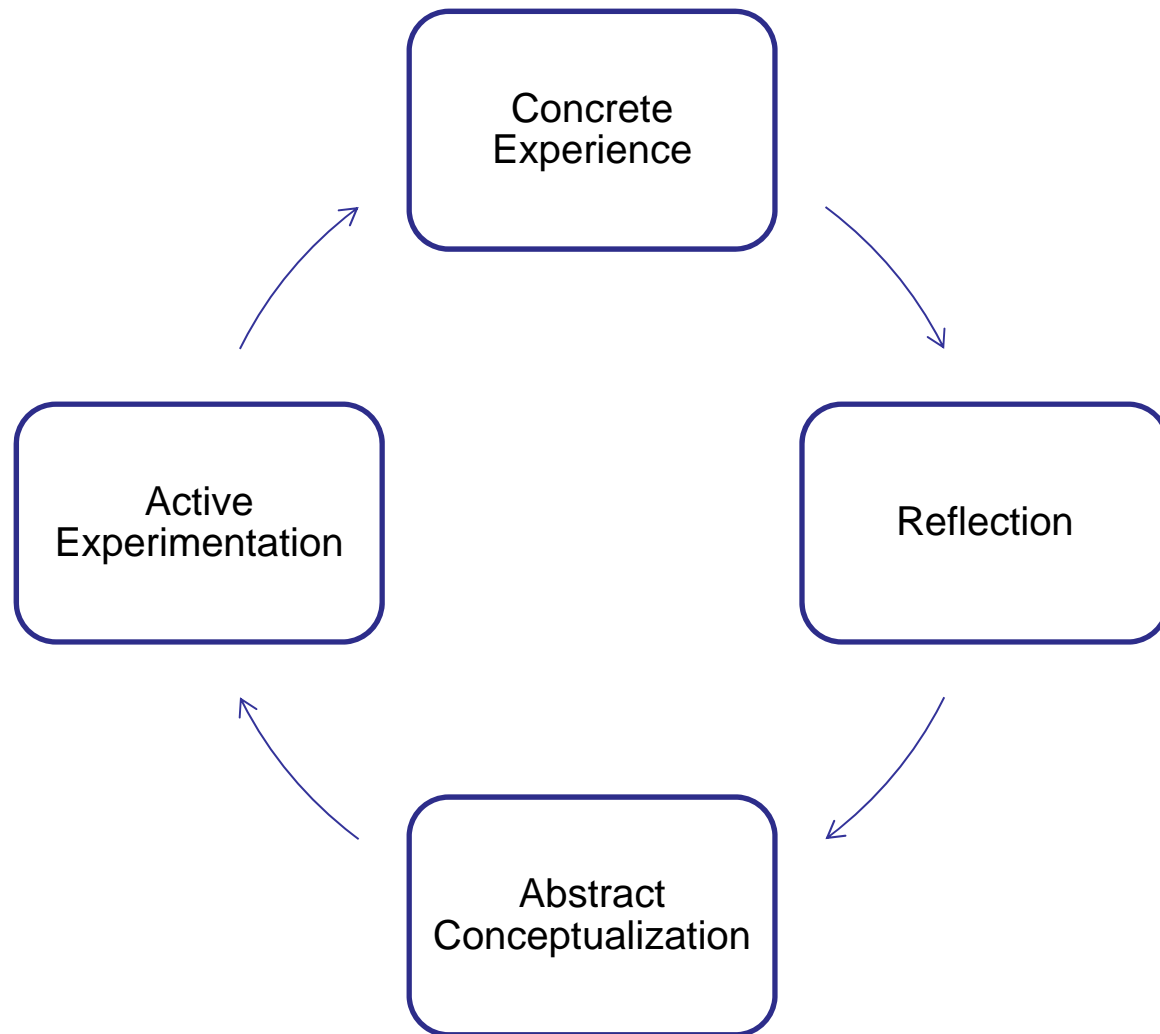 Concrete
Experience
Active
Experimentation
Reflection
Abstract
Conceptualization